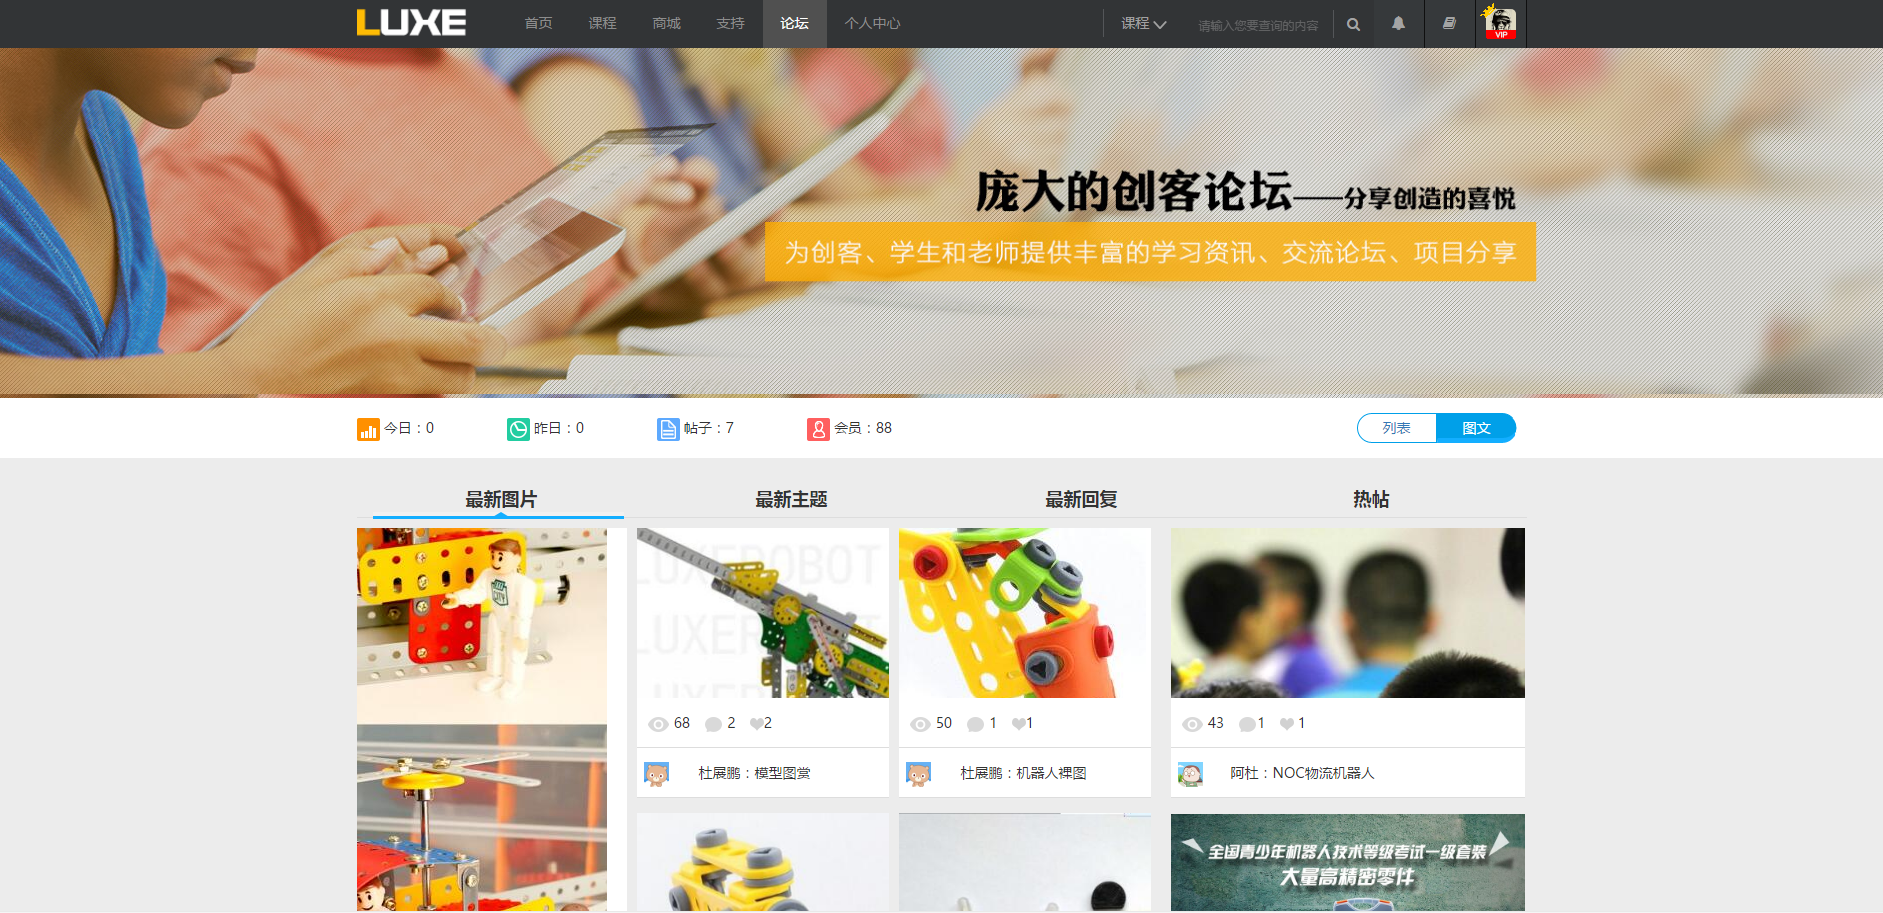 LUXE
首页 课程 商城 支持 论坛 个人中心 课程 请输入您要查询的内容
VIP
庞大的创客论坛——分享创造的喜悦
为创客、学生和老师提供丰富的学习资讯、交流论坛、项目分享
今日：0 昨日：0 帖子：7 会员：88 列表 图文
最新图片 最新主题 最新回复 热帖
CITY
LUXEROBOT
LUXEROBOT
LUXEROBOT
68 2 2 50 1 1 43 1 1
杜展鹏：模型图赏 杜展鹏：机器人裸图 阿杜：NOC物流机器人
全国青少年机器人技术等级考试一级套装
大量高精密零件